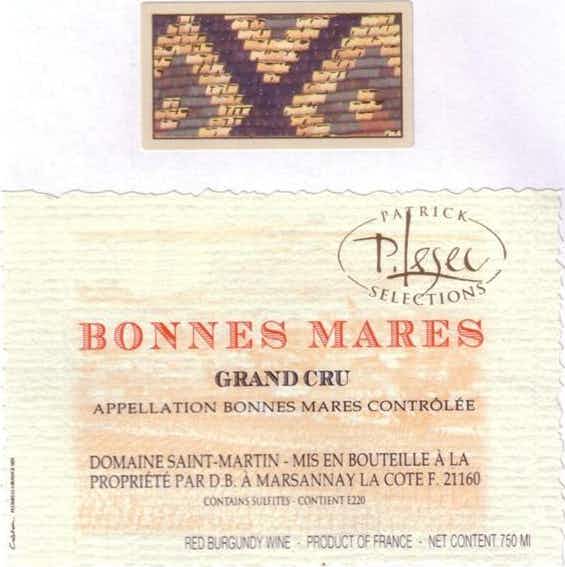 PATRICK
P. Lesec
SELECTIONS
BONNES MARES
GRAND CRU
APPELLATION BONNES MARES CONTRÔLÉE
DOMAINE SAINT-MARTIN - MIS EN BOUTEILLE À LA
PROPRIÉTÉ PAR D.B. À MARSANNAY LA COTE F. 21160
CONTAINS SULFITES - CONTIENT E220
RED BURGUNDY WINE - PRODUCT OF FRANCE - NET CONTENT 750 Ml